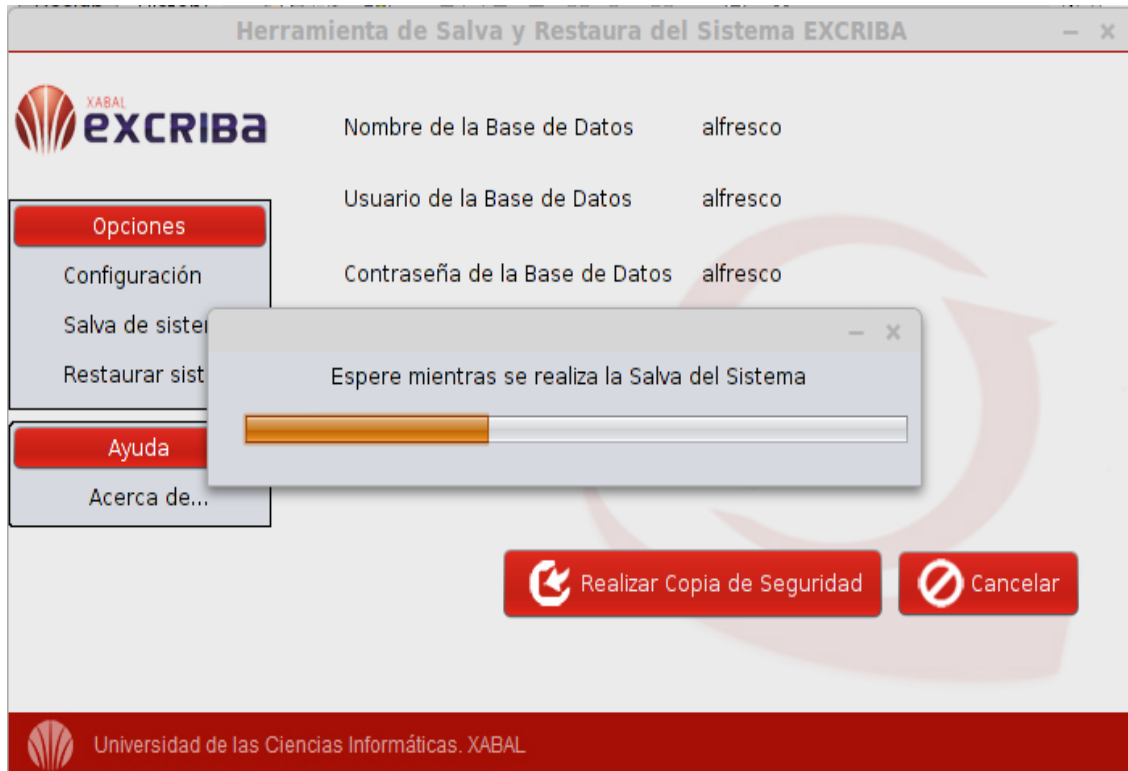 Herramienta de Salva y Restaura del Sistema EXCRIBA
XABAL
excriba
Nombre de la Base de Datos alfresco
Usuario de la Base de Datos alfresco
Contraseña de la Base de Datos alfresco
Opciones
Configuración
Salva de
Restaurar
Espere mientras se realiza la Salva del Sistema
Ayuda
Acerca de...
Realizar Copia de Seguridad
Cancelar
Universidad de las Ciencias Informáticas. XABAL